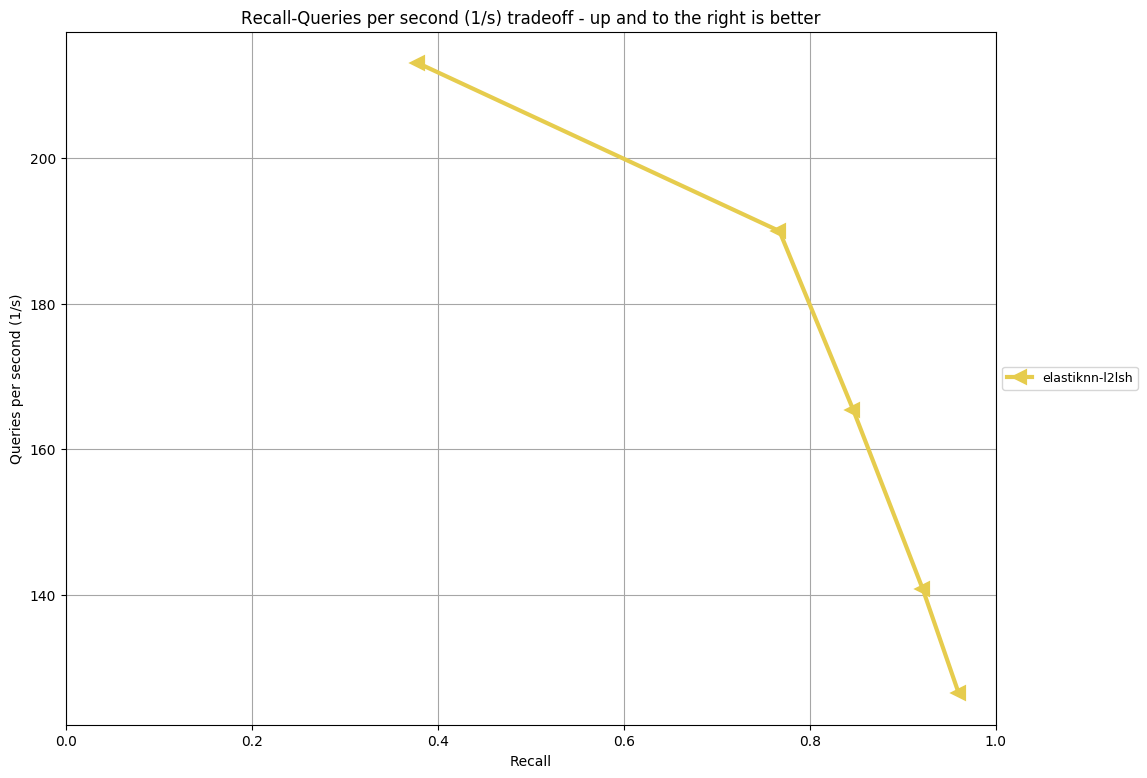 Recall-Queries per second (1/s) tradeoff - up and to the right is better
Queries per second (1/s)
200
180
160
140
0.0 0.2 0.4 0.6 0.8 1.0
Recall
elastiknn-l2lsh